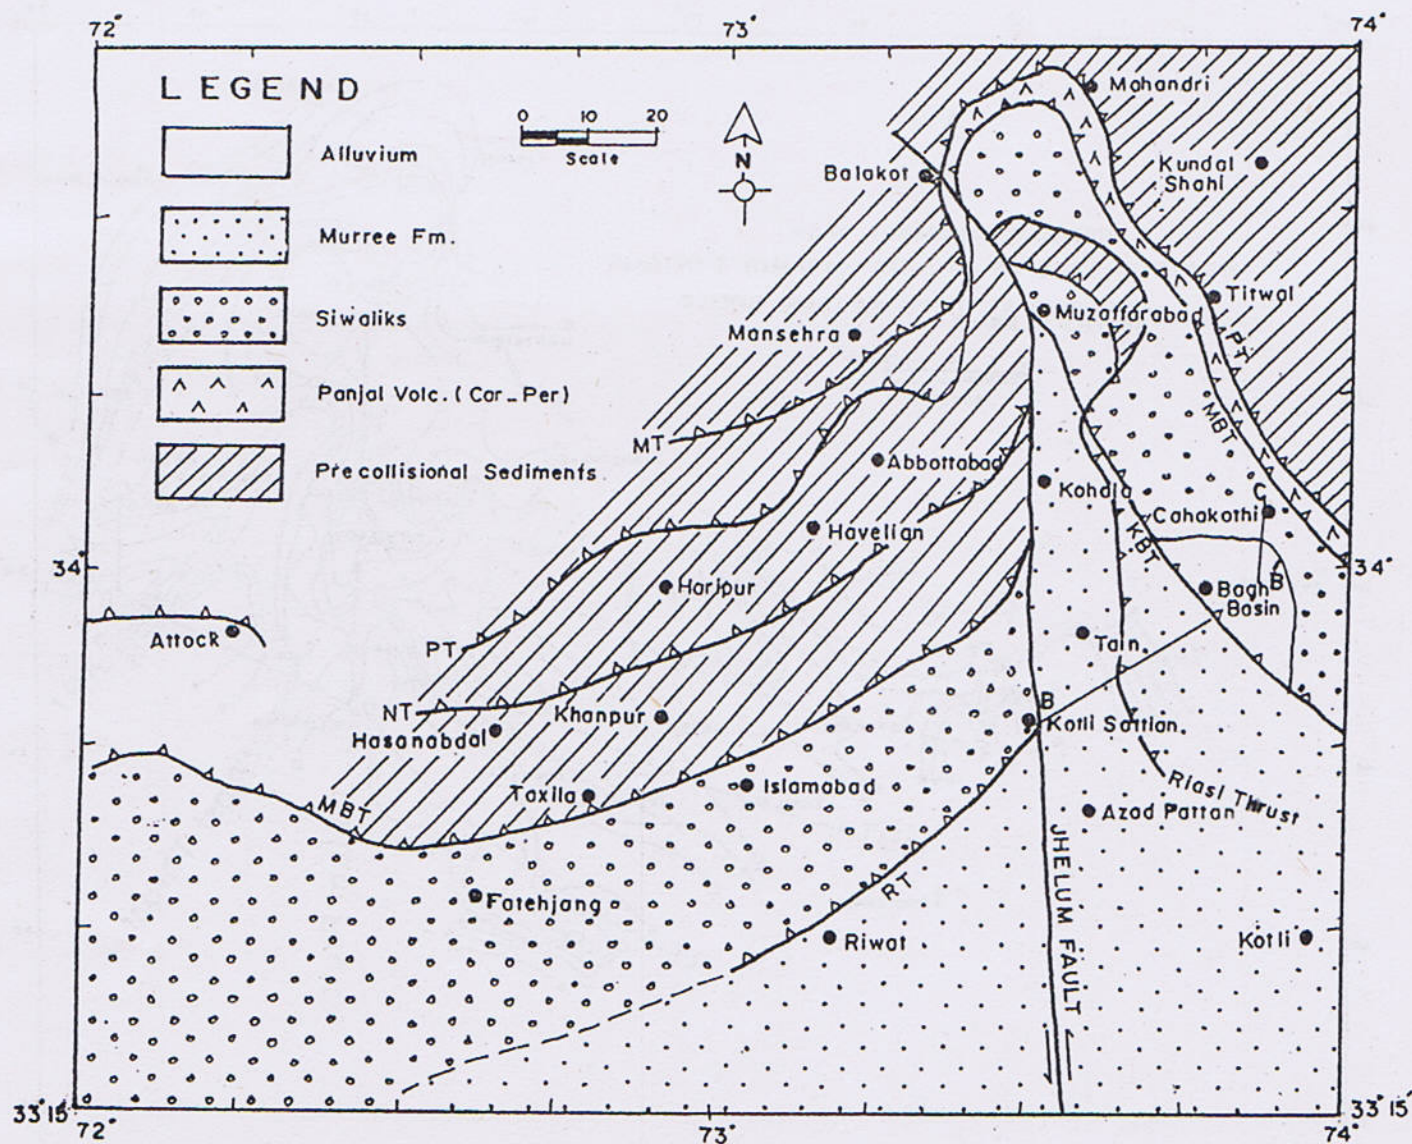 72° 73° 74°
LEGEND
Alluvium
Murree Fm.
Siwaliks
Panjal Volc. (Car_Per)
Precollisional Sediments
0 10 20
Scale
N
Mahandri
Balakot
Kundal
Shahi
Titwal
Muzaffarabad
Mansehra
PT
MBT
MT
Abbottabad
Kohala
C
Cahakothi
Havelian
KBT
34° 34°
Haripur
B
Bagh
Basin
Attock
PT
Tain
NT
Khanpur
Hasanabdal
B
Kotli Sattian
MBT
Taxila
Islamabad
Riasi Thrust
Azad Pattan
JHELUM FAULT
RT
Fatehjang
Riwat
Kotli
33°15' 33°15'
72° 73° 74°